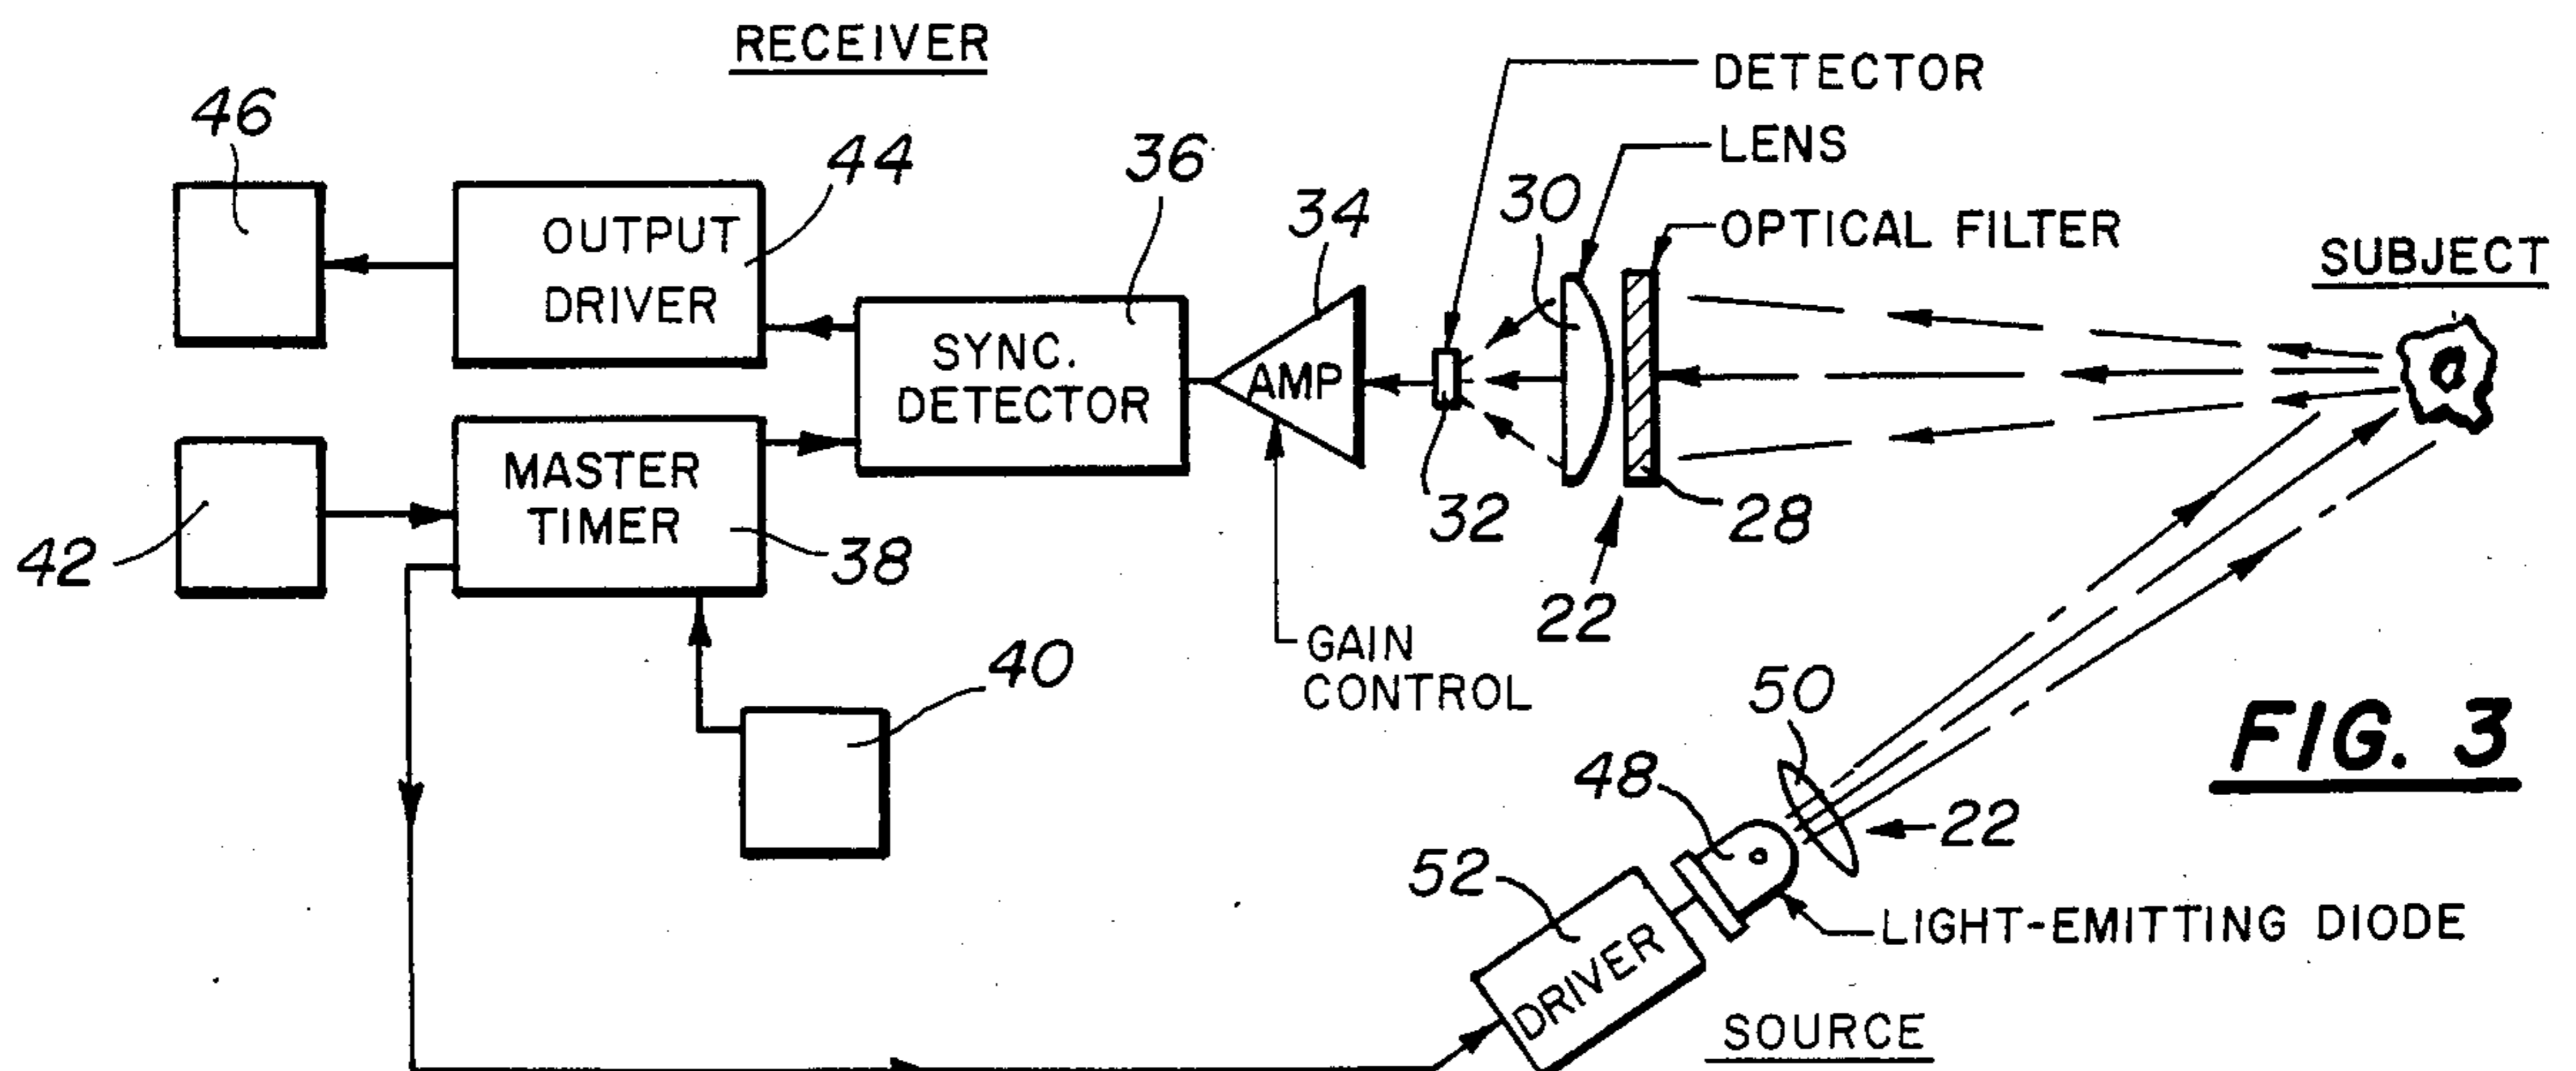 RECEIVER
DETECTOR
LENS
OPTICAL FILTER
SUBJECT
46
44
36
34
30
OUTPUT
DRIVER
SYNC.
DETECTOR
AMP
MASTER
TIMER
42
38
32
28
22
40
GAIN
CONTROL
50
48
22
FIG. 3
52
LIGHT-EMITTING DIODE
DRIVER
SOURCE